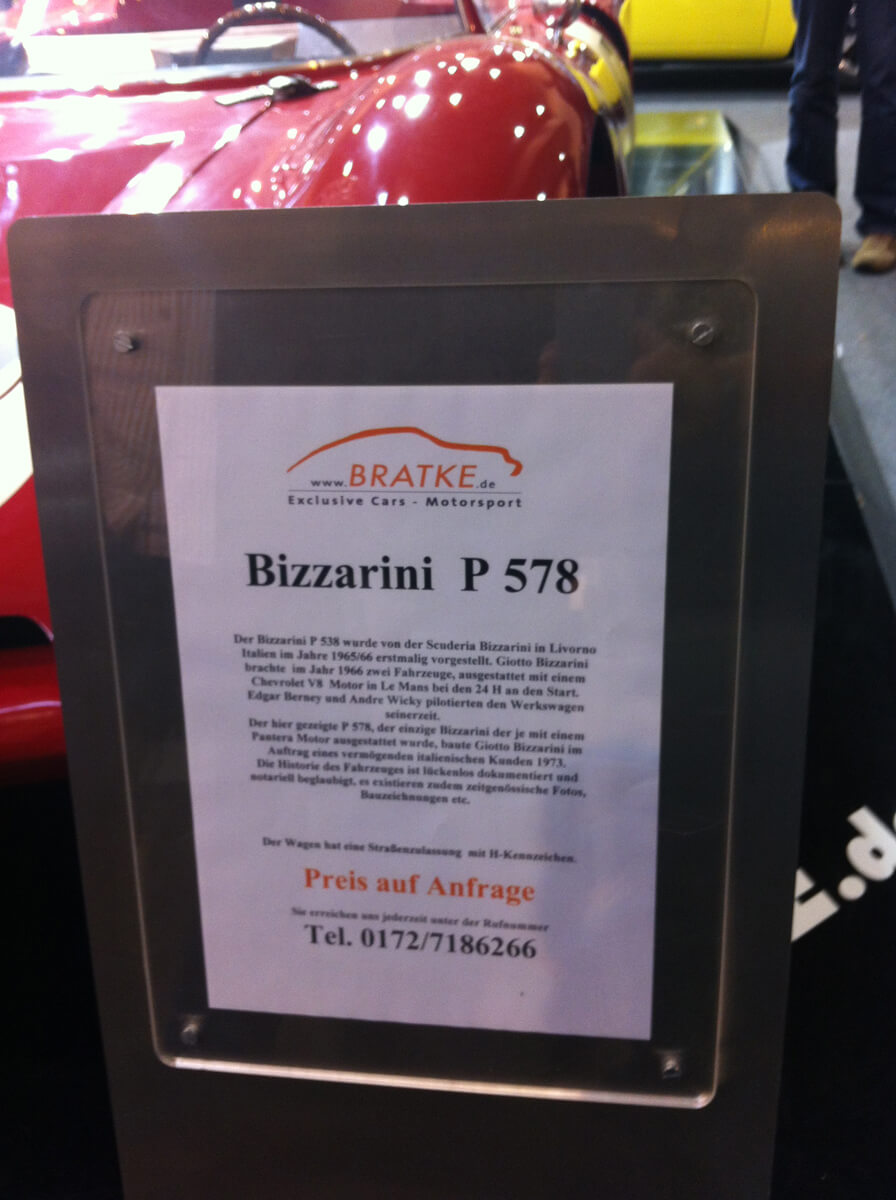 www.BRATKE.de
Exclusive Cars - Motorsport
Bizzarini P 578
Der Bizzarini P 538 wurde von der Scuderia Bizzarini in Livorno
Italien im Jahre 1965/66 erstmalig vorgestellt. Giotto Bizzarini
brachte im Jahr 1966 zwei Fahrzeuge, ausgestattet mit einem
Chevrolet V8 Motor in Le Mans bei den 24 H an den Start.
Edgar Berney und Andre Wicky pilotierten den Werkswagen
seinerzeit.
Der hier gezeigte P 578, der einzige Bizzarini der je mit einem
Pantera Motor ausgestattet wurde, baute Giotto Bizzarini im
Auftrag eines vermögenden italienischen Kunden 1973.
Die Historie des Fahrzeuges ist lückenlos dokumentiert und
notariell beglaubigt, es existieren zudem zeitgenössische Fotos,
Bauzeichnungen etc.
Der Wagen hat eine Straßenzulassung mit H-Kennzeichen.
Preis auf Anfrage
Sie erreichen uns jederzeit unter der Rufnummer
Tel. 0172/7186266
E.de